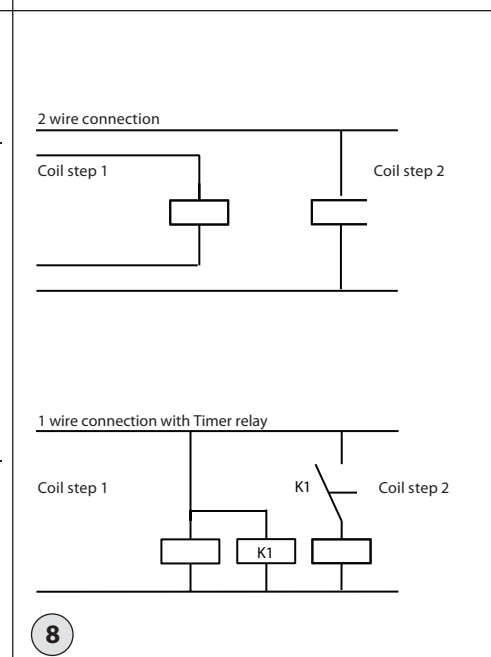 2 wire connection
Coil step 1
Coil step 2
1 wire connection with Timer relay
Coil step 1
K1
Coil step 2
K1
8